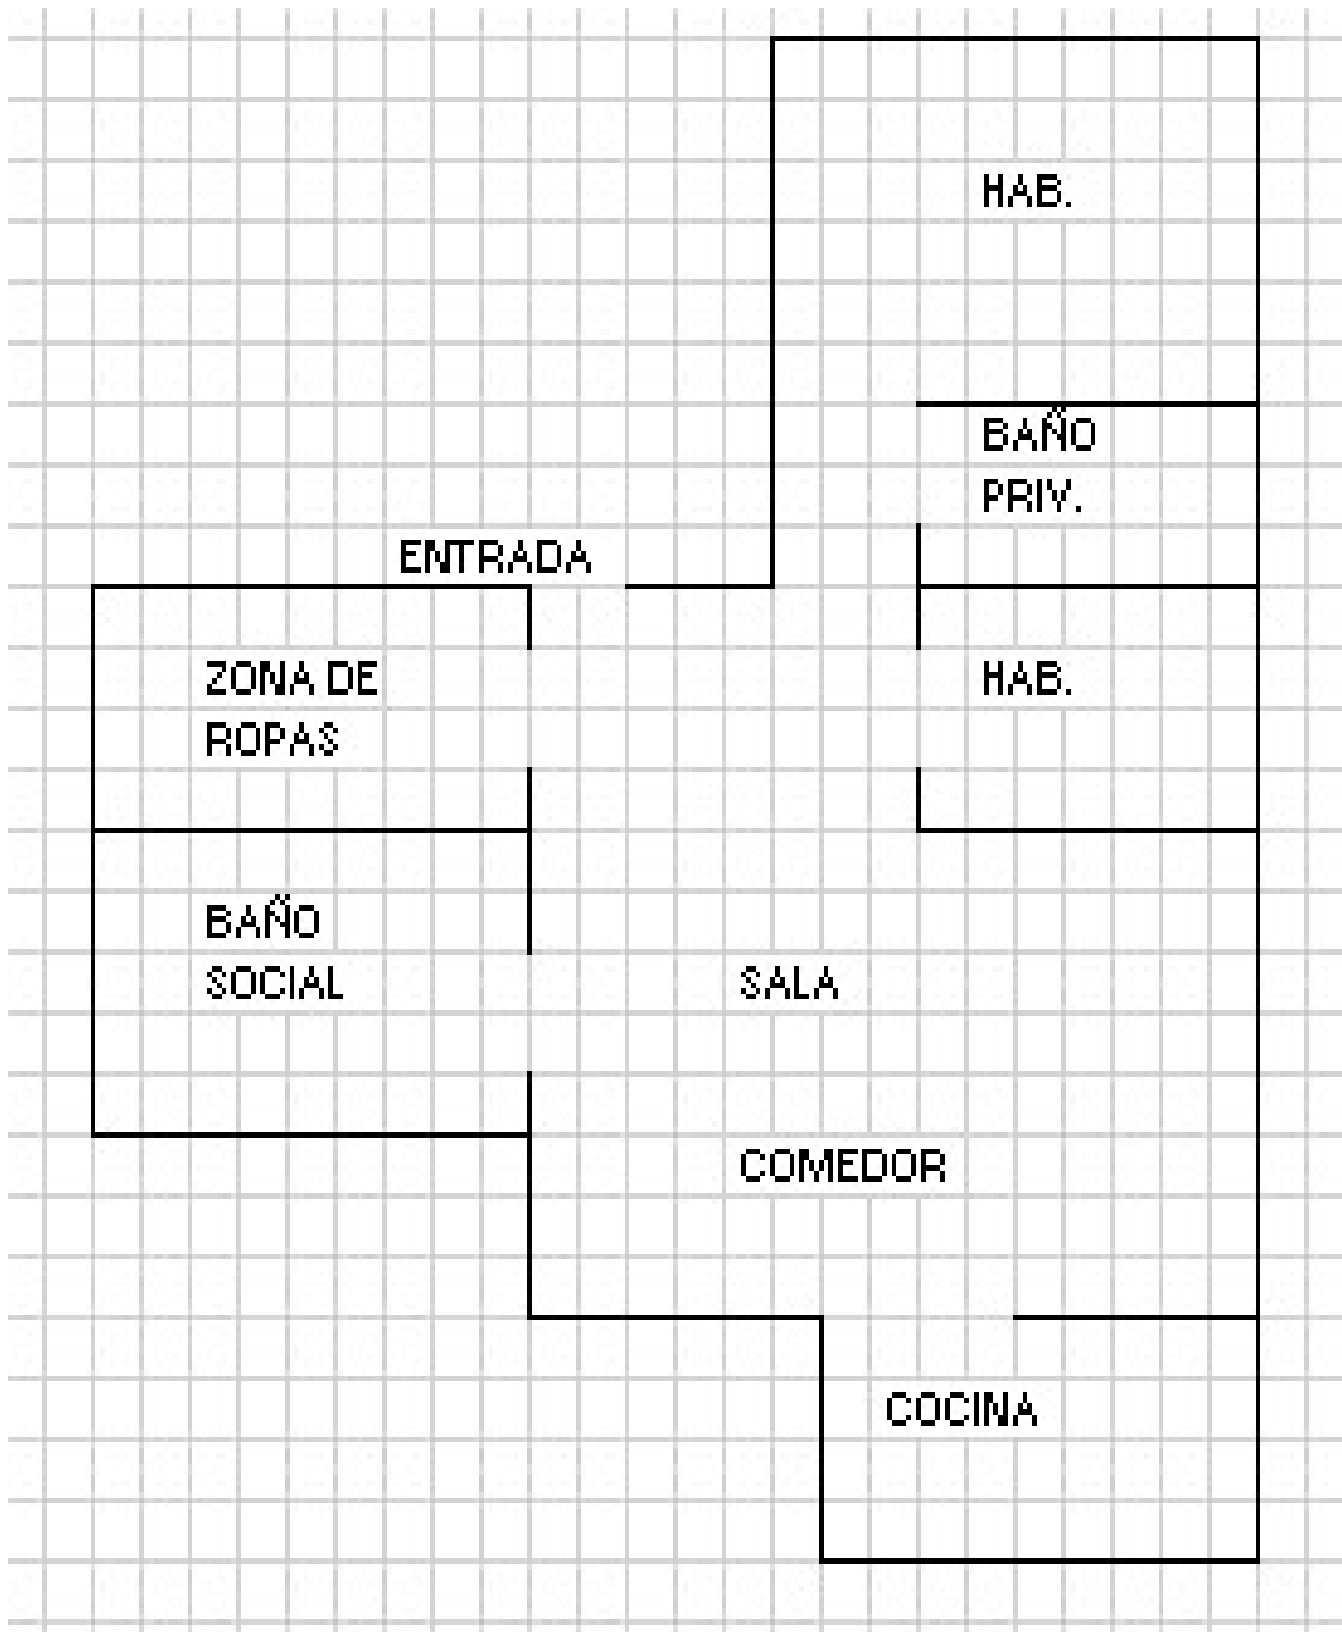 HAB.
BAÑO
PRIV.
ENTRADA
ZONA DE
ROPAS
HAB.
BAÑO
SOCIAL
SALA
COMEDOR
COCINA